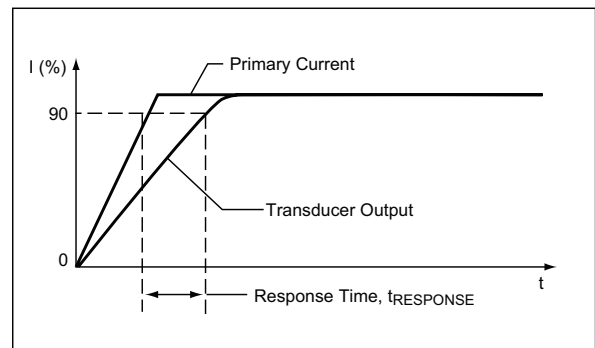 I (%)
Primary Current
90
Transducer Output
0
t
Response Time, tRESPONSE